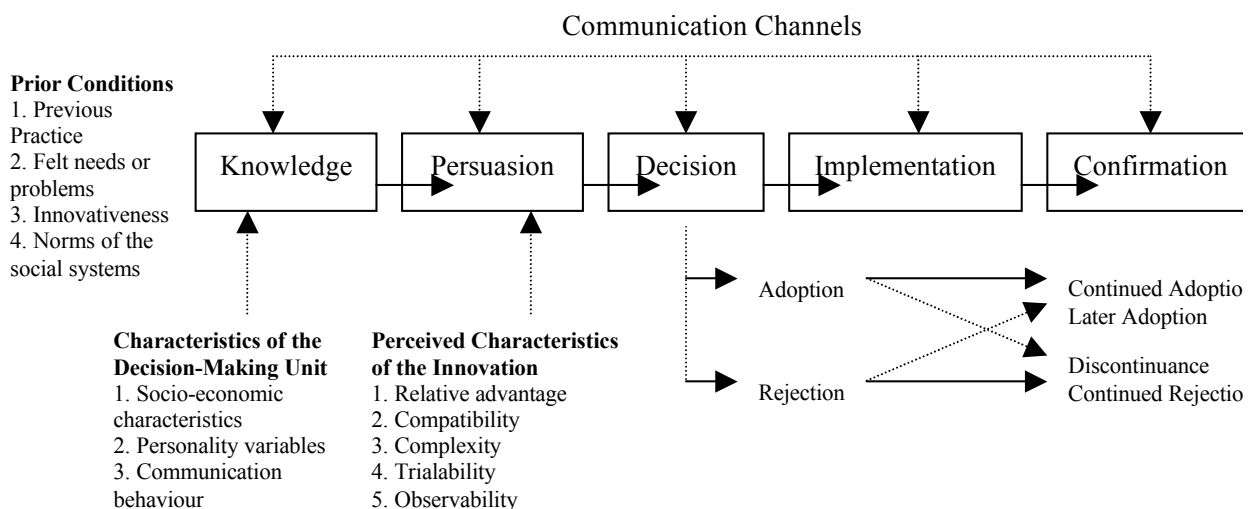 Communication Channels
Prior Conditions
1. Previous
Practice
2. Felt needs or
problems
3. Innovativeness
4. Norms of the
social systems
Knowledge
Persuasion
Decision
Implementation
Confirmation
Adoption
Rejection
Continued Adoptio
Later Adoption
Discontinuance
Continued Rejectio
Characteristics of the
Decision-Making Unit
1. Socio-economic
characteristics
2. Personality variables
3. Communication
behaviour
Perceived Characteristics
of the Innovation
1. Relative advantage
2. Compatibility
3. Complexity
4. Trialability
5. Observability